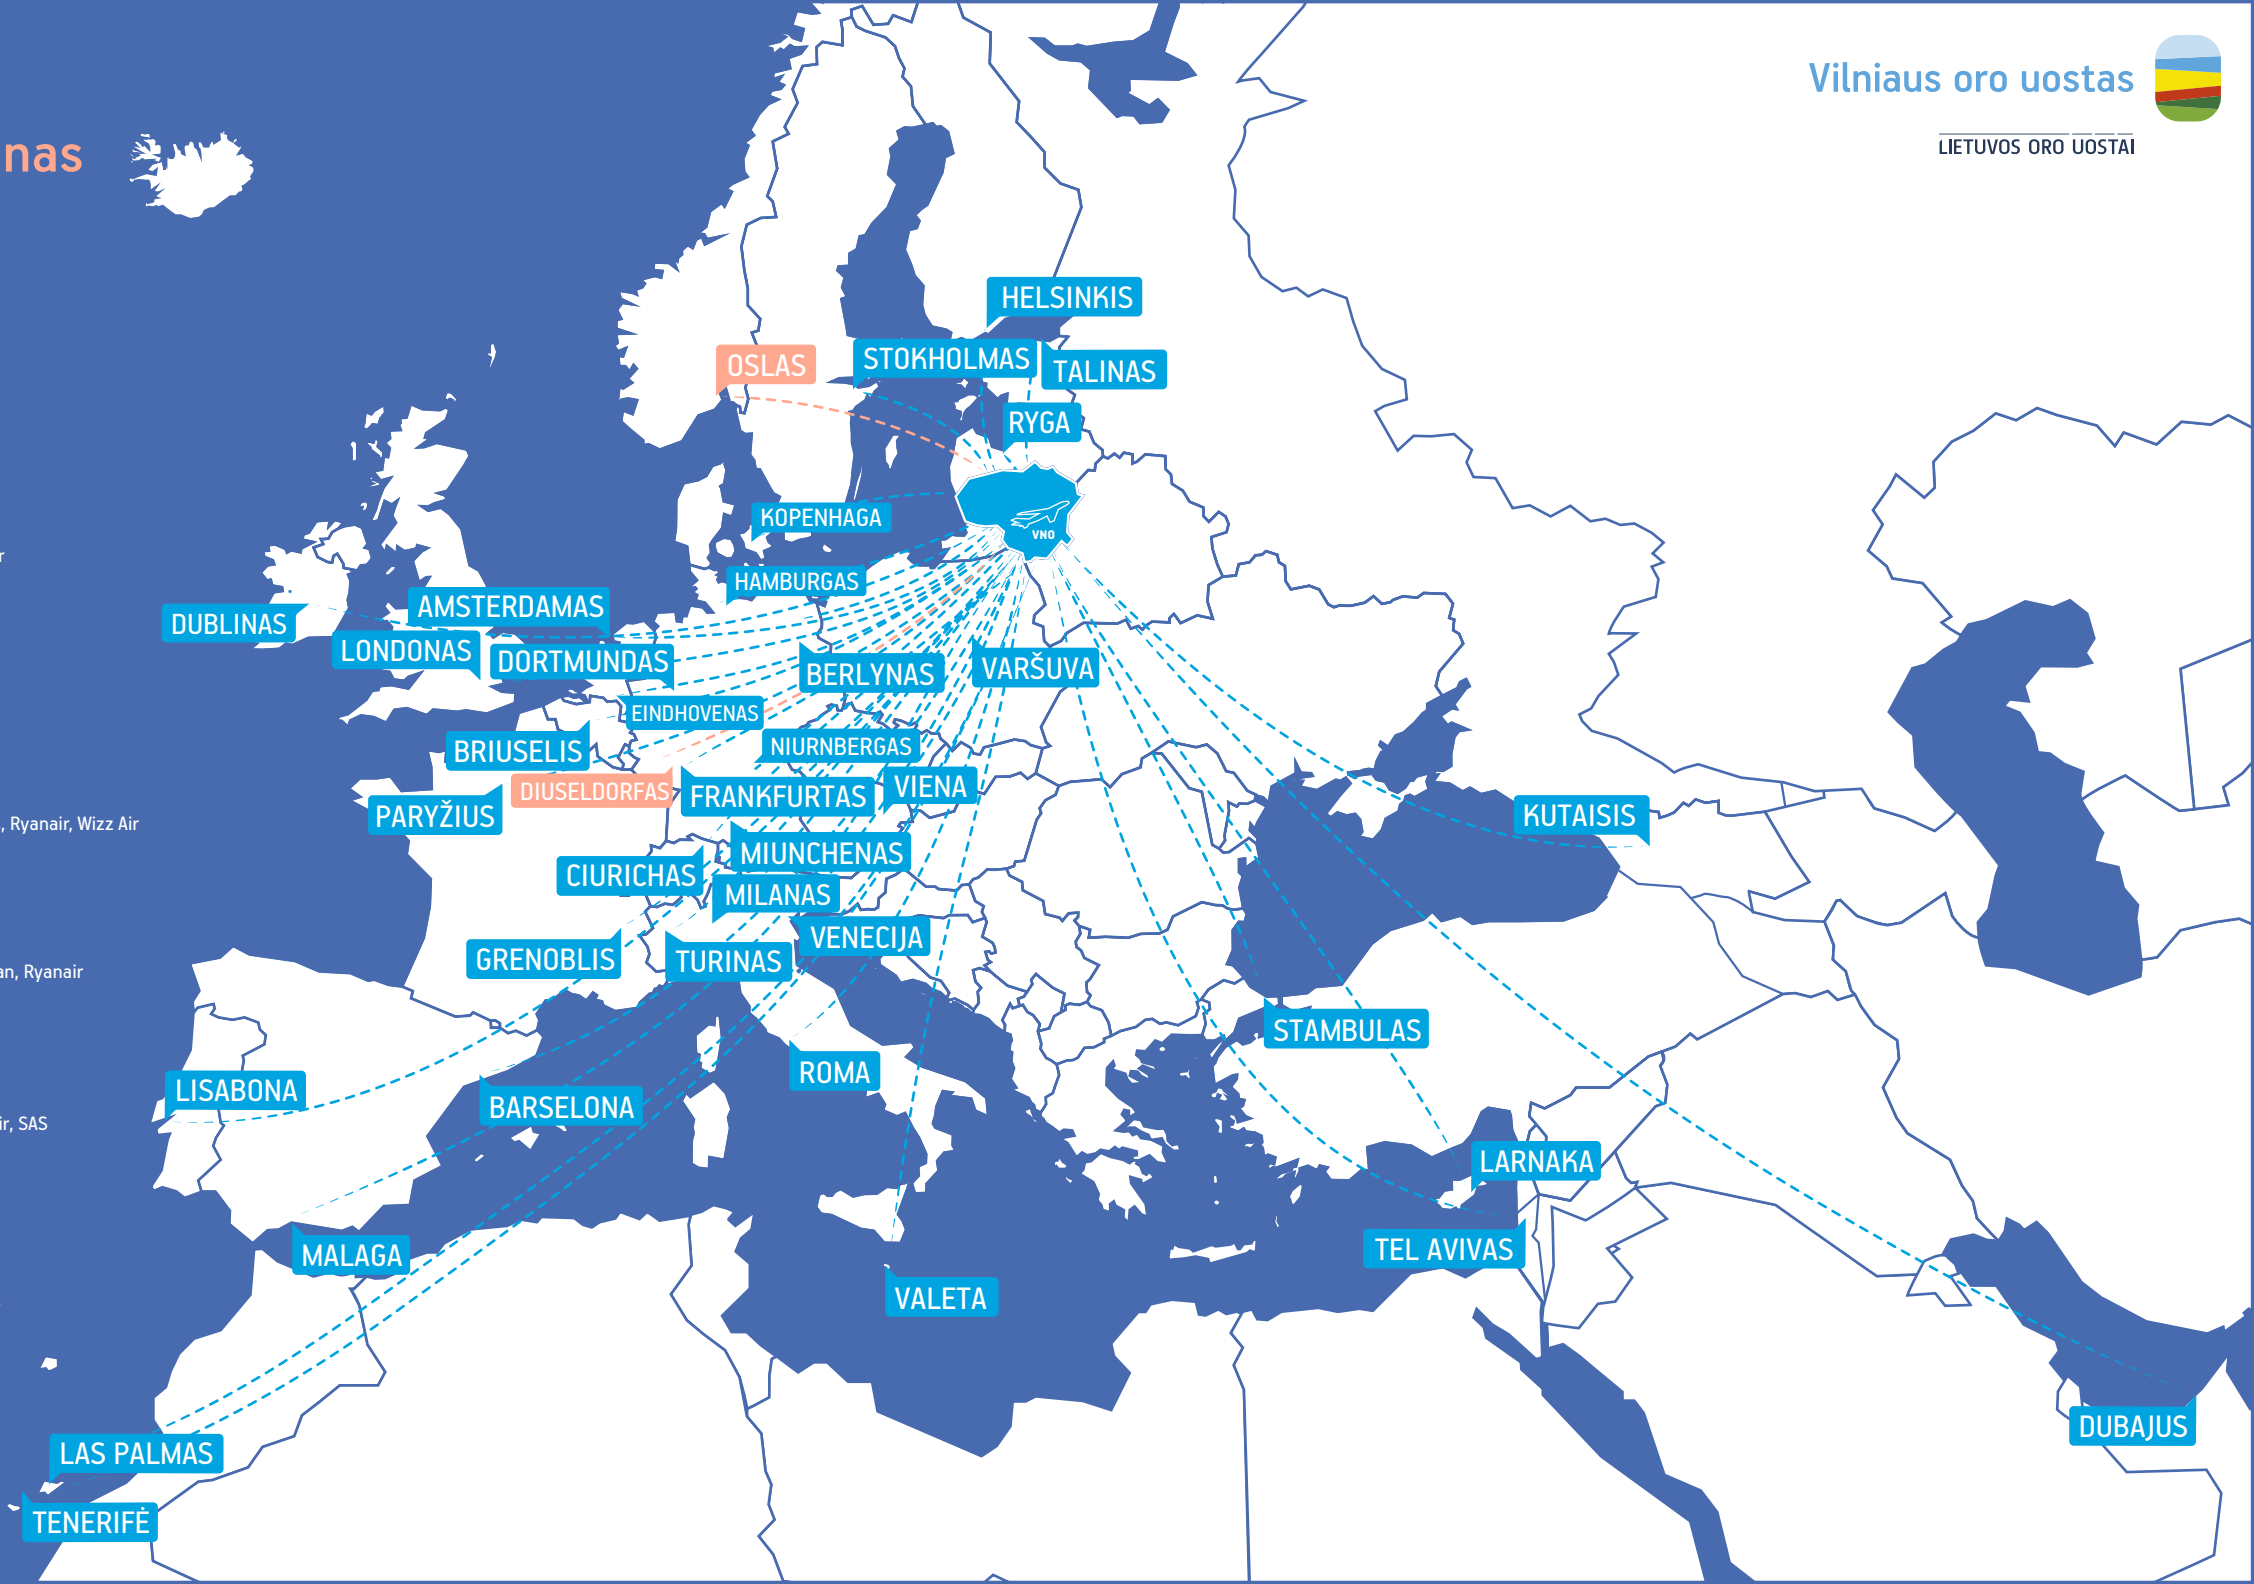 Vilniaus oro uostas
LIETUVOS ORO UOSTAI
nas
HELSINKIS
STOKHOLMAS
OSLAS
TALINAS
RYGA
KOPENHAGA
VNO
r
HAMBURGAS
AMSTERDAMAS
DUBLINAS
LONDONAS
DORTMUNDAS
BERLYNAS
VARŠUVA
EINDHOVENAS
BRIUSELIS
NIURNBERGAS
DIUSELDORFAS
FRANKFURTAS
VIENA
PARYŽIUS
KUTAISIS
, Ryanair, Wizz Air
MIUNCHENAS
CIURICHAS
MILANAS
VENECIJA
GRENOBLIS
TURINAS
an, Ryanair
STAMBULAS
ROMA
LISABONA
BARSELONA
ir, SAS
LARNAKA
TEL AVIVAS
MALAGA
VALETA
DUBAJUS
LAS PALMAS
TENERIFĖ